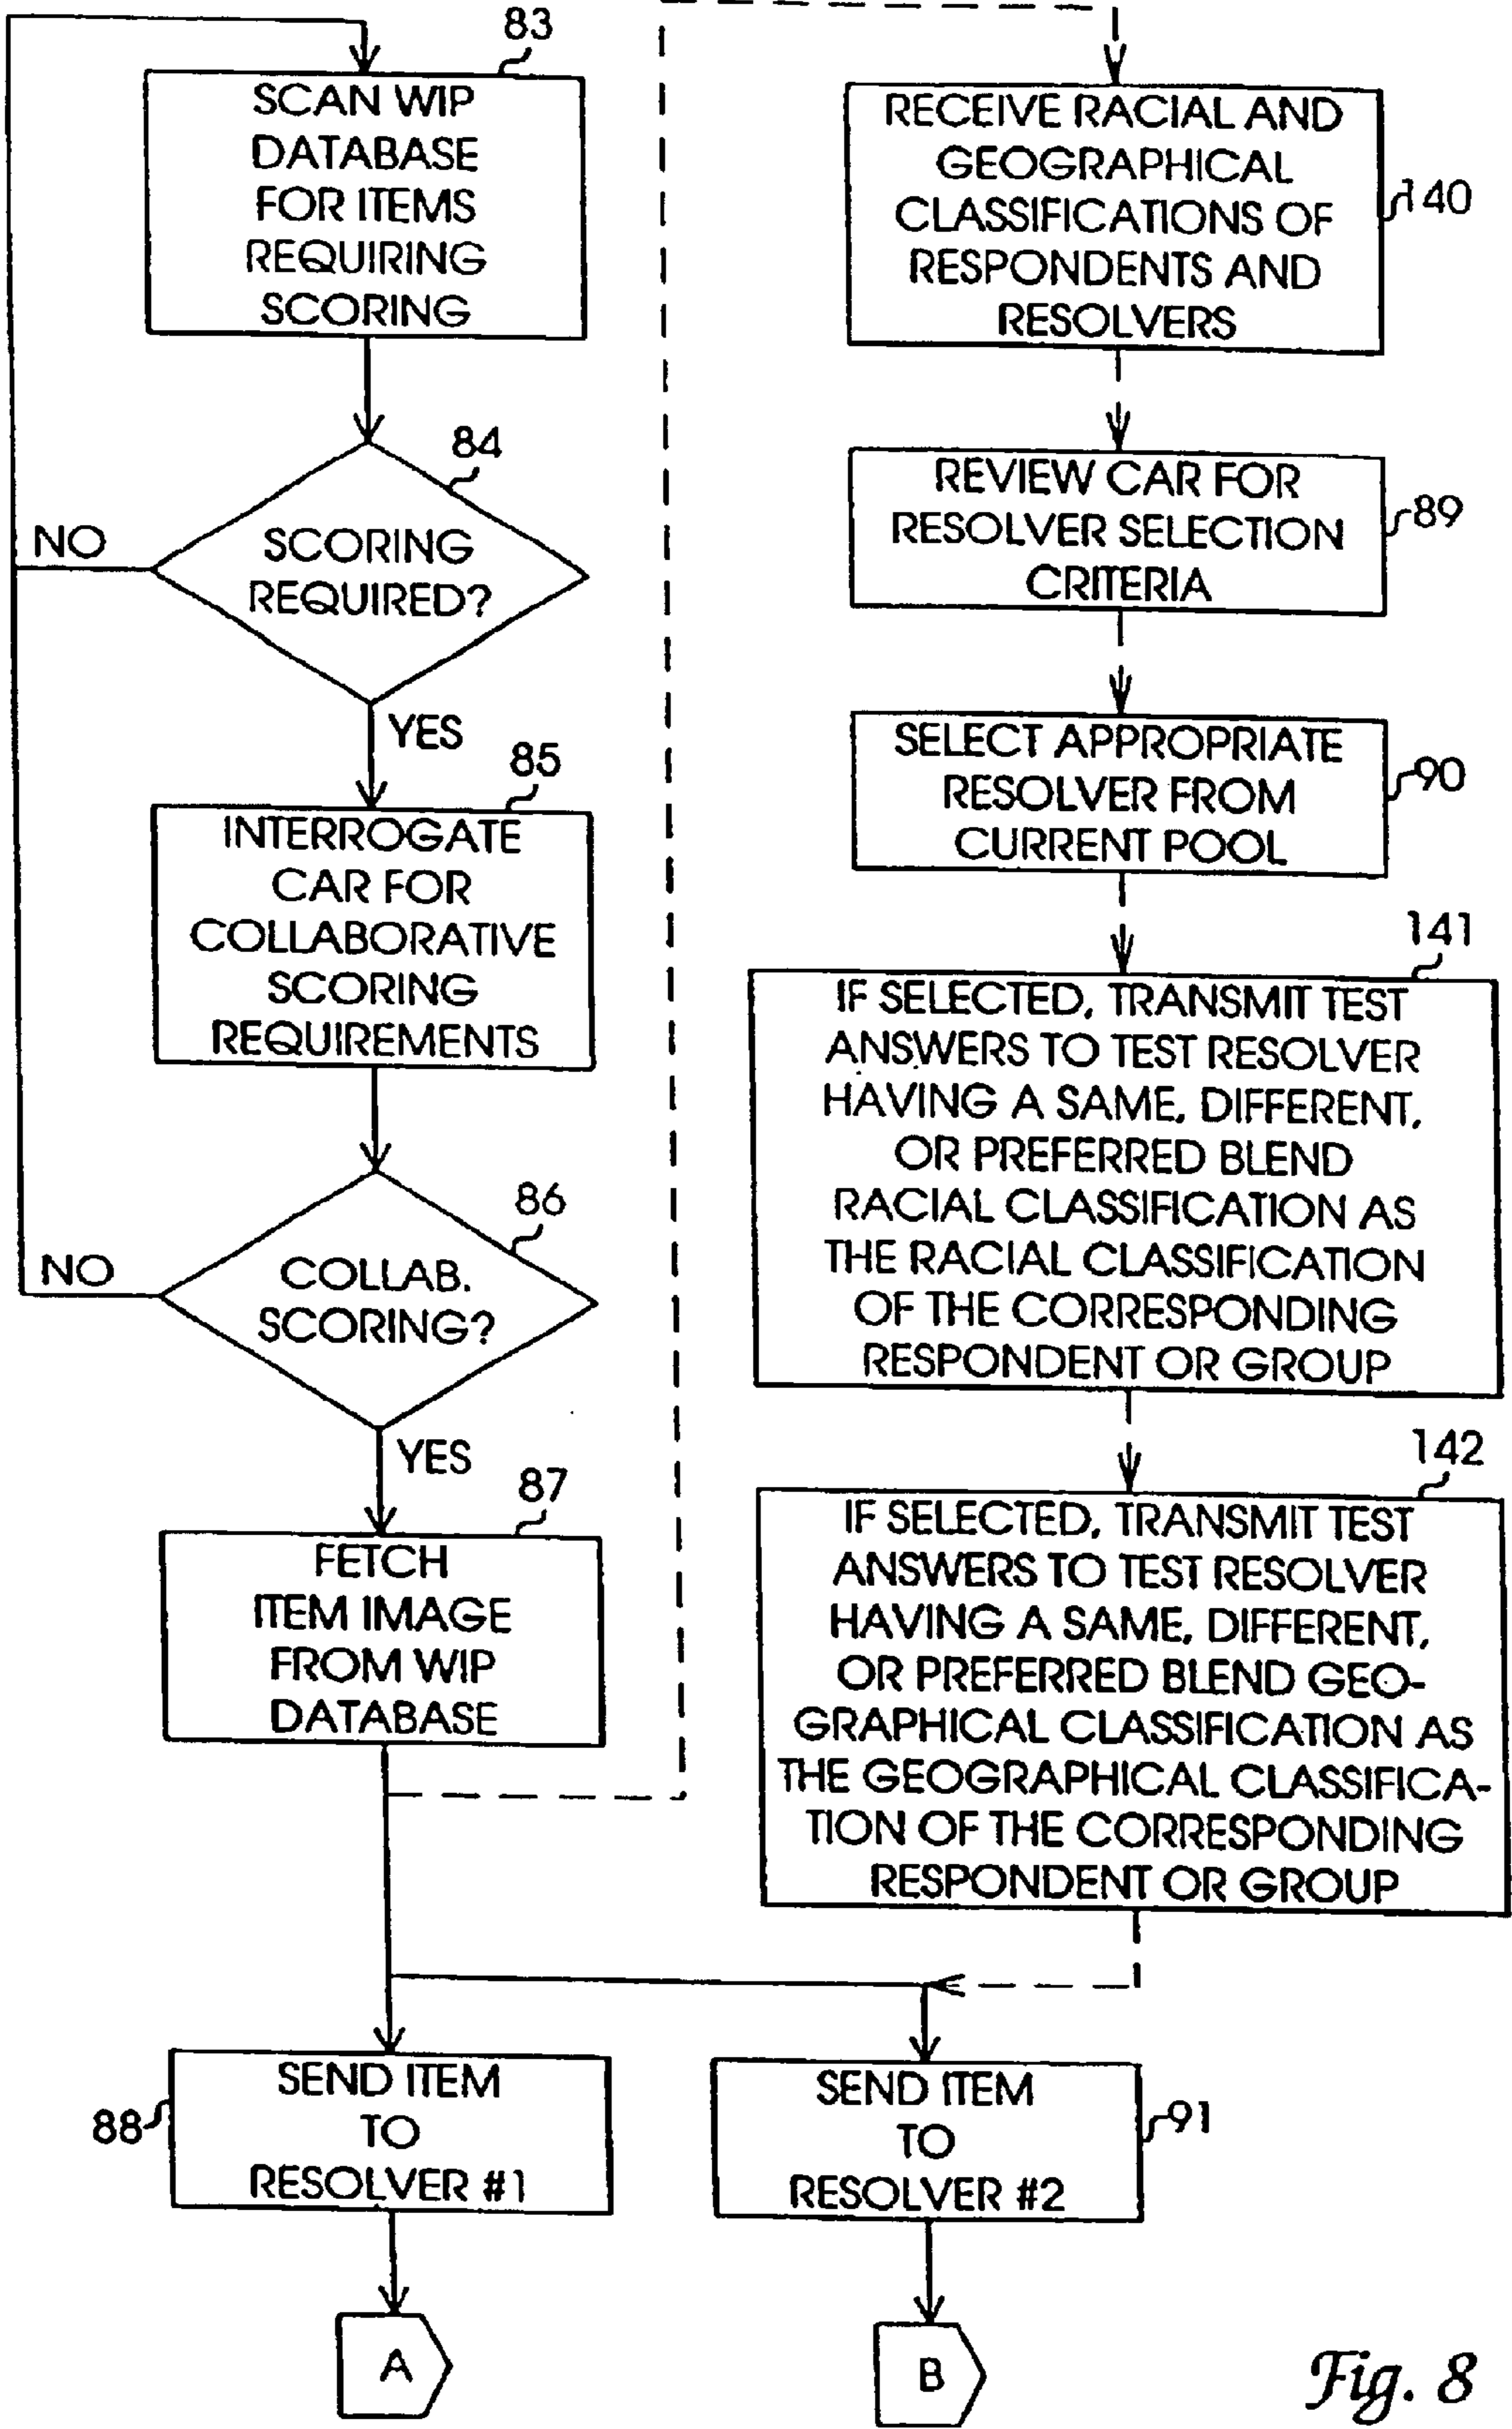 83
SCAN WIP
DATABASE
FOR ITEMS
REQUIRING
SCORING
84
NO
SCORING
REQUIRED?
YES
85
INTERROGATE
CAR FOR
COLLABORATIVE
SCORING
REQUIREMENTS
86
NO
COLLAB.
SCORING?
YES
87
FETCH
ITEM IMAGE
FROM WIP
DATABASE
RECEIVE RACIAL AND
GEOGRAPHICAL
CLASSIFICATIONS OF
RESPONDENTS AND
RESOLVERS
140
REVIEW CAR FOR
RESOLVER SELECTION
CRITERIA
89
SELECT APPROPRIATE
RESOLVER FROM
CURRENT POOL
90
141
IF SELECTED, TRANSMIT TEST
ANSWERS TO TEST RESOLVER
HAVING A SAME, DIFFERENT,
OR PREFERRED BLEND
RACIAL CLASSIFICATION AS
THE RACIAL CLASSIFICATION
OF THE CORRESPONDING
RESPONDENT OR GROUP
142
IF SELECTED, TRANSMIT TEST
ANSWERS TO TEST RESOLVER
HAVING A SAME, DIFFERENT,
OR PREFERRED BLEND GEO-
GRAPHICAL CLASSIFICATION AS
THE GEOGRAPHICAL CLASSIFICA-
TION OF THE CORRESPONDING
RESPONDENT OR GROUP
88
SEND ITEM
TO
RESOLVER #1
SEND ITEM
TO
RESOLVER #2
91
A
B
Fig. 8